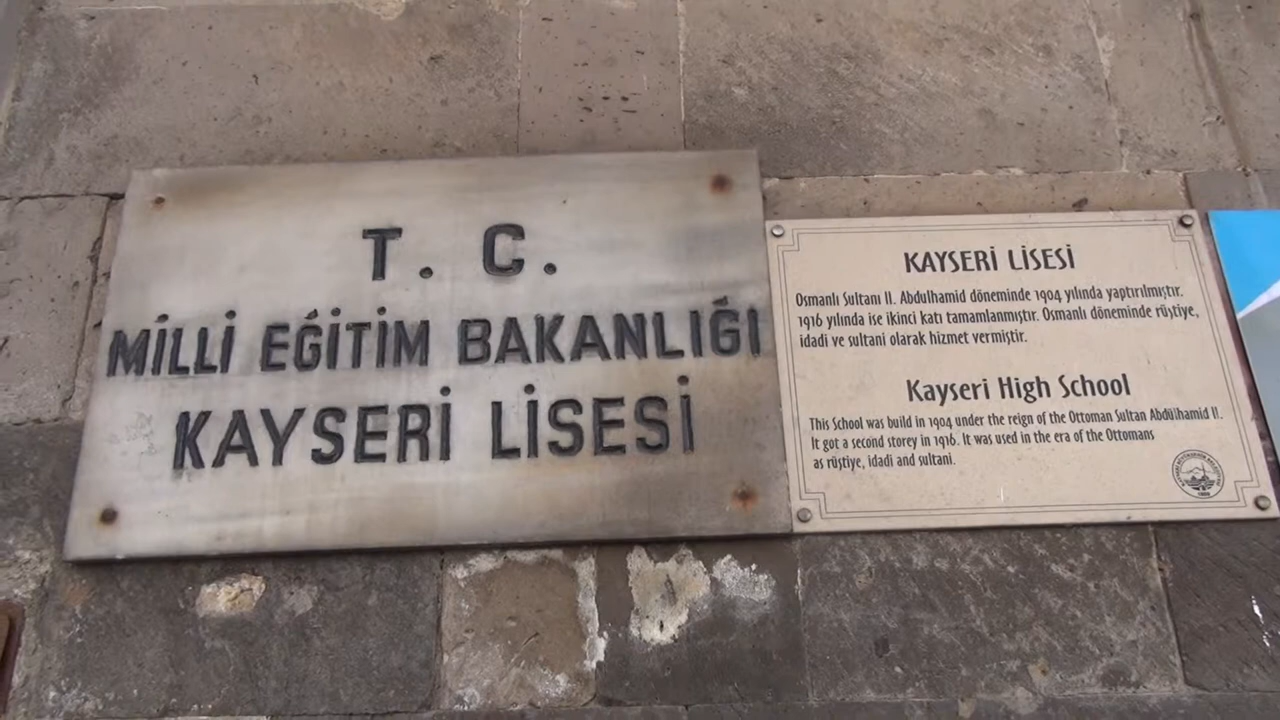 T. C.
MİLLİ EĞİTİM BAKANLIĞI
KAYSERİ LİSESİ
KAYSERİ LİSESİ
Osmanlı Sultanı II. Abdulhamid döneminde 1904 yılında yaptırılmıştır.
1916 yılında ise ikinci katı tamamlanmıştır. Osmanlı döneminde rüştiye,
idadi ve sultani olarak hizmet vermiştir.
Kayseri High School
This School was build in 1904 under the reign of the Ottoman Sultan Abdülhamid II.
It got a second storey in 1916. It was used in the era of the Ottomans
as rüştiye, idadi and sultani.